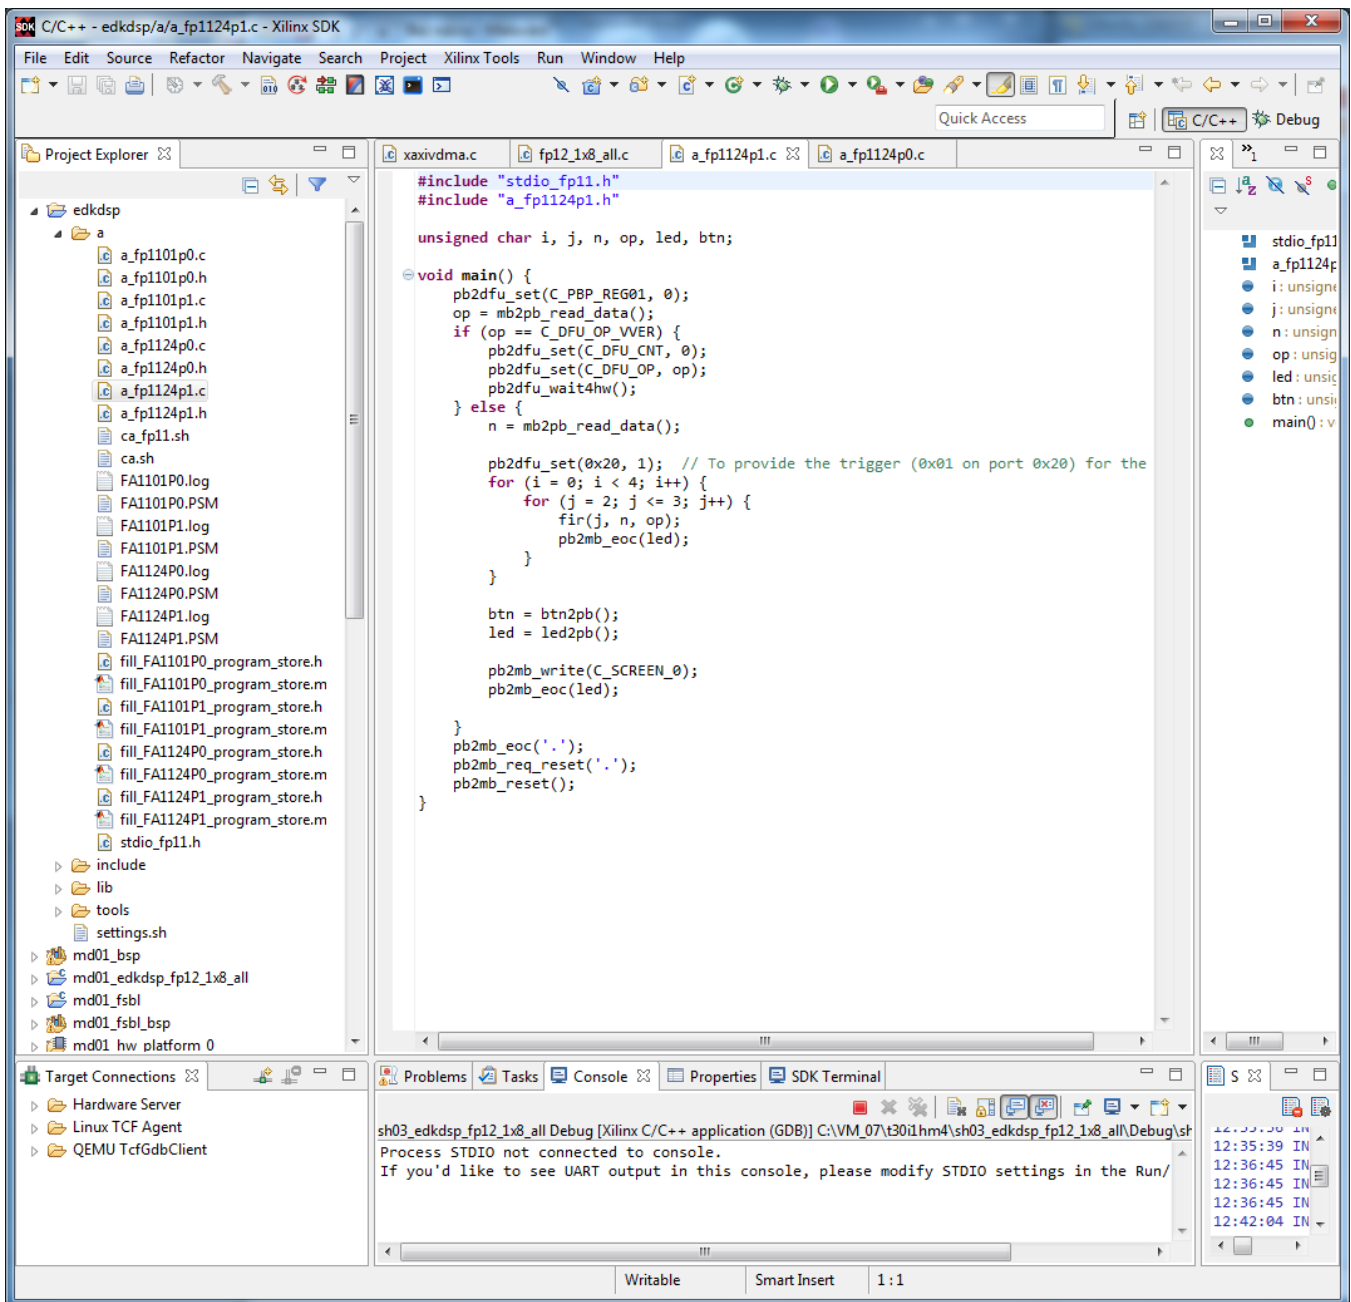 C/C++ - edkdsp/a/a_fp1124p1.c - Xilinx SDK
File Edit Source Refactor Navigate Search Project Xilinx Tools Run Window Help
Quick Access
C/C++
Debug
Project Explorer
edkdsp
a
a_fp1101p0.c
a_fp1101p0.h
a_fp1101p1.c
a_fp1101p1.h
a_fp1124p0.c
a_fp1124p0.h
a_fp1124p1.c
a_fp1124p1.h
ca_fp11.sh
ca.sh
FA1101P0.log
FA1101P0.PSM
FA1101P1.log
FA1101P1.PSM
FA1124P0.log
FA1124P0.PSM
FA1124P1.log
FA1124P1.PSM
fill_FA1101P0_program_store.h
fill_FA1101P0_program_store.m
fill_FA1101P1_program_store.h
fill_FA1101P1_program_store.m
fill_FA1124P0_program_store.h
fill_FA1124P0_program_store.m
fill_FA1124P1_program_store.h
fill_FA1124P1_program_store.m
stdio_fp11.h
include
lib
tools
settings.sh
md01_bsp
md01_edkdsp_fp12_1x8_all
md01_fsbl
md01_fsbl_bsp
md01_hw_platform_0
xaxivdma.c
fp12_1x8_all.c
a_fp1124p1.c
a_fp1124p0.c
#include "stdio_fp11.h"
#include "a_fp1124p1.h"
unsigned char i, j, n, op, led, btn;
void main() {
pb2dfu_set(C_PBP_REG01, 0);
op = mb2pb_read_data();
if (op == C_DFU_OP_VVER) {
pb2dfu_set(C_DFU_CNT, 0);
pb2dfu_set(C_DFU_OP, op);
pb2dfu_wait4hw();
} else {
n = mb2pb_read_data();
pb2dfu_set(0x20, 1);  // To provide the trigger (0x01 on port 0x20) for the
for (i = 0; i < 4; i++) {
for (j = 2; j <= 3; j++) {
fir(j, n, op);
pb2mb_eoc(led);
}
}
btn = btn2pb();
led = led2pb();
pb2mb_write(C_SCREEN_0);
pb2mb_eoc(led);
}
pb2mb_eoc('.');
pb2mb_req_reset('.');
pb2mb_reset();
}
stdio_fp11
a_fp1124p
i : unsigne
j : unsigne
n : unsign
op : unsig
led : unsig
btn : unsi
main() : v
Target Connections
Hardware Server
Linux TCF Agent
QEMU TcfGdbClient
Problems
Tasks
Console
Properties
SDK Terminal
sh03_edkdsp_fp12_1x8_all Debug [Xilinx C/C++ application (GDB)] C:\VM_07\t30i1hm4\sh03_edkdsp_fp12_1x8_all\Debug\sh
Process STDIO not connected to console.
If you'd like to see UART output in this console, please modify STDIO settings in the Run/
S
12:35:39 IN
12:36:45 IN
12:36:45 IN
12:36:45 IN
12:42:04 IN
Writable
Smart Insert
1 : 1